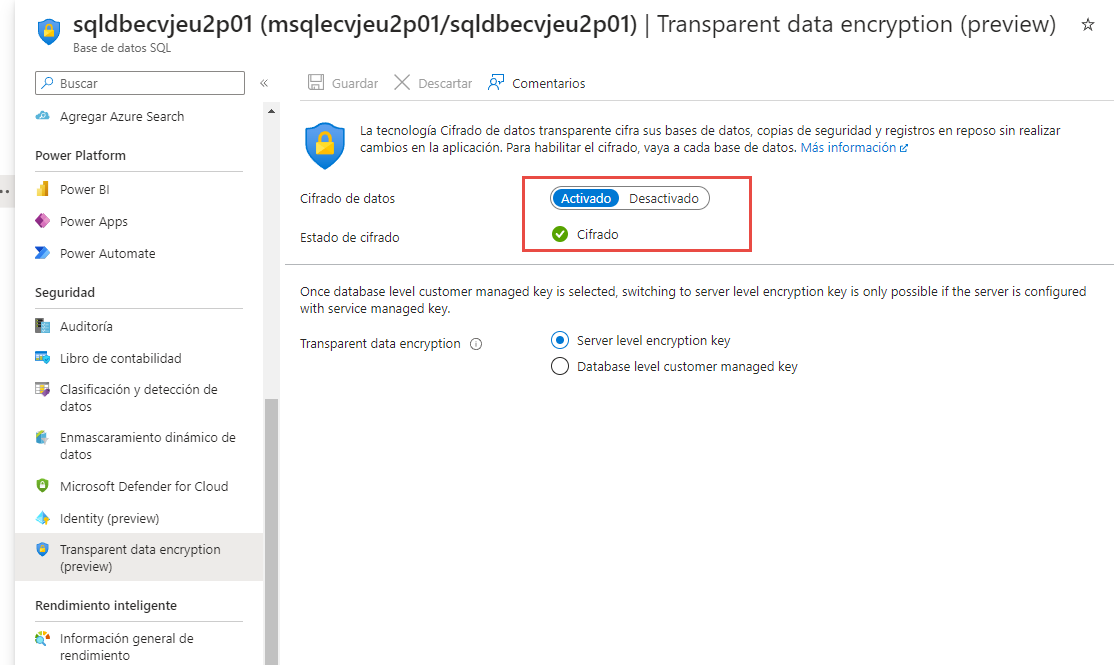 sqldbecvjeu2p01 (msqlecvjeu2p01/sqldbecvjeu2p01) | Transparent data encryption (preview)
Base de datos SQL
Buscar
Agregar Azure Search
Power Platform
Power BI
Power Apps
Power Automate
Seguridad
Auditoría
Libro de contabilidad
Clasificación y detección de
datos
Enmascaramiento dinámico de
datos
Microsoft Defender for Cloud
Identity (preview)
Transparent data encryption
(preview)
Rendimiento inteligente
Información general de
rendimiento
Guardar Descartar Comentarios
La tecnología Cifrado de datos transparente cifra sus bases de datos, copias de seguridad y registros en reposo sin realizar
cambios en la aplicación. Para habilitar el cifrado, vaya a cada base de datos. Más información
Cifrado de datos Activado Desactivado
Estado de cifrado Cifrado
Once database level customer managed key is selected, switching to server level encryption key is only possible if the server is configured
with service managed key.
Transparent data encryption Server level encryption key
Database level customer managed key